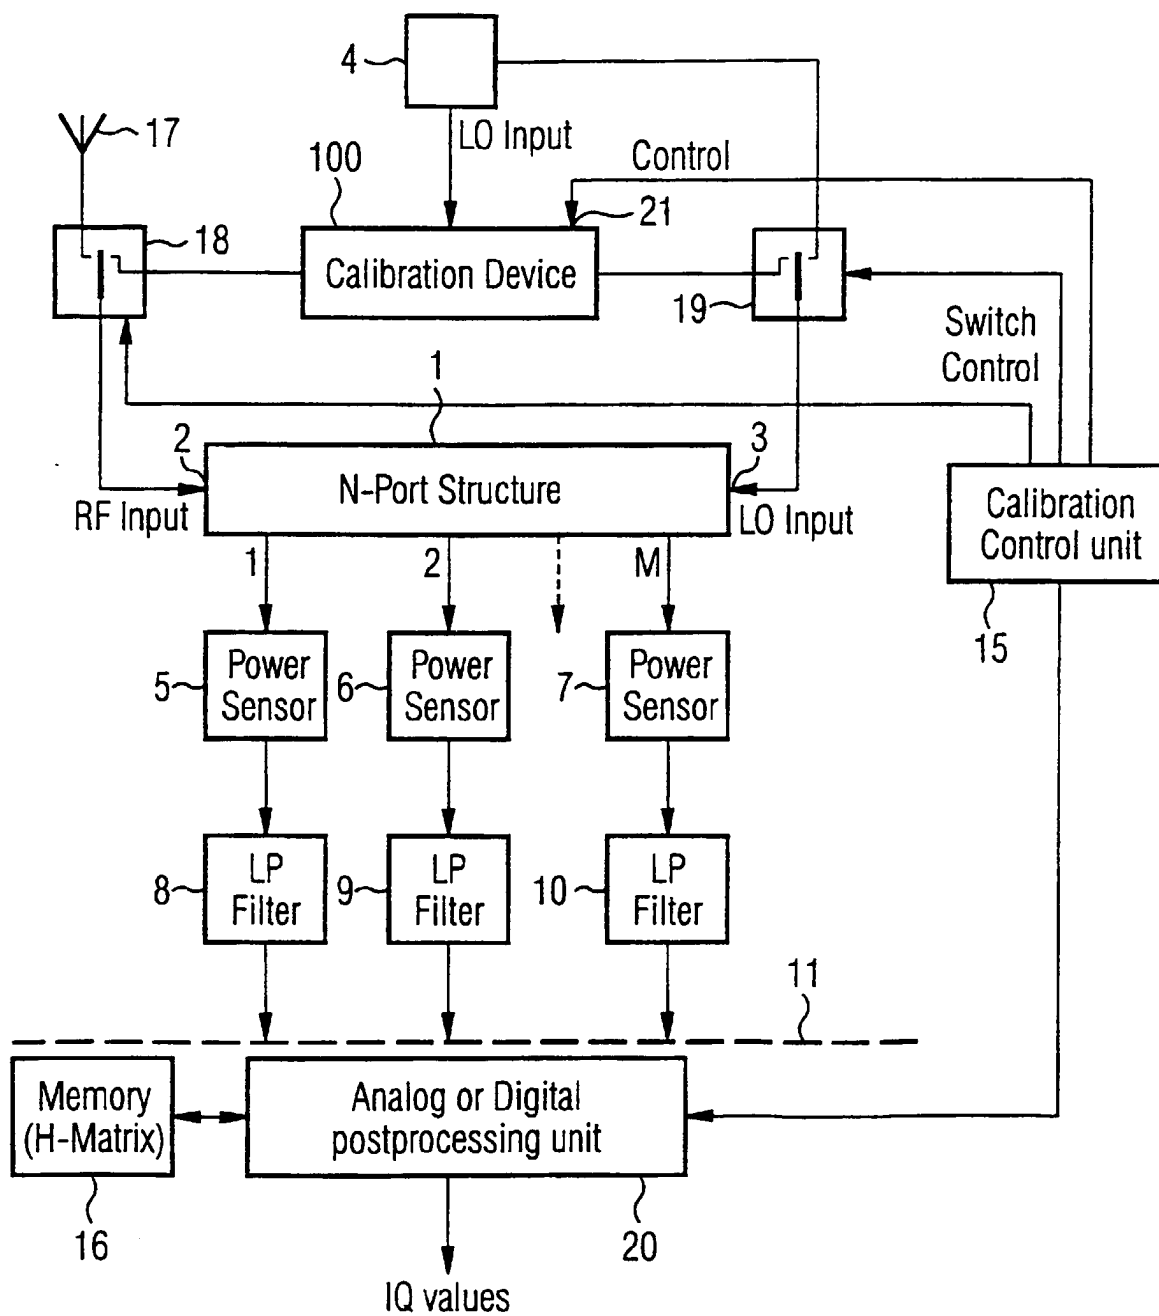 4
17
LO Input
Control
100
21
18
Calibration Device
19
Switch
Control
1
2
3
N-Port Structure
RF Input
LO Input
Calibration
Control unit
1
2
M
15
5
Power
Sensor
6
Power
Sensor
7
Power
Sensor
8
LP
Filter
9
LP
Filter
10
LP
Filter
11
Memory
(H-Matrix)
Analog or Digital
postprocessing unit
16
20
IQ values